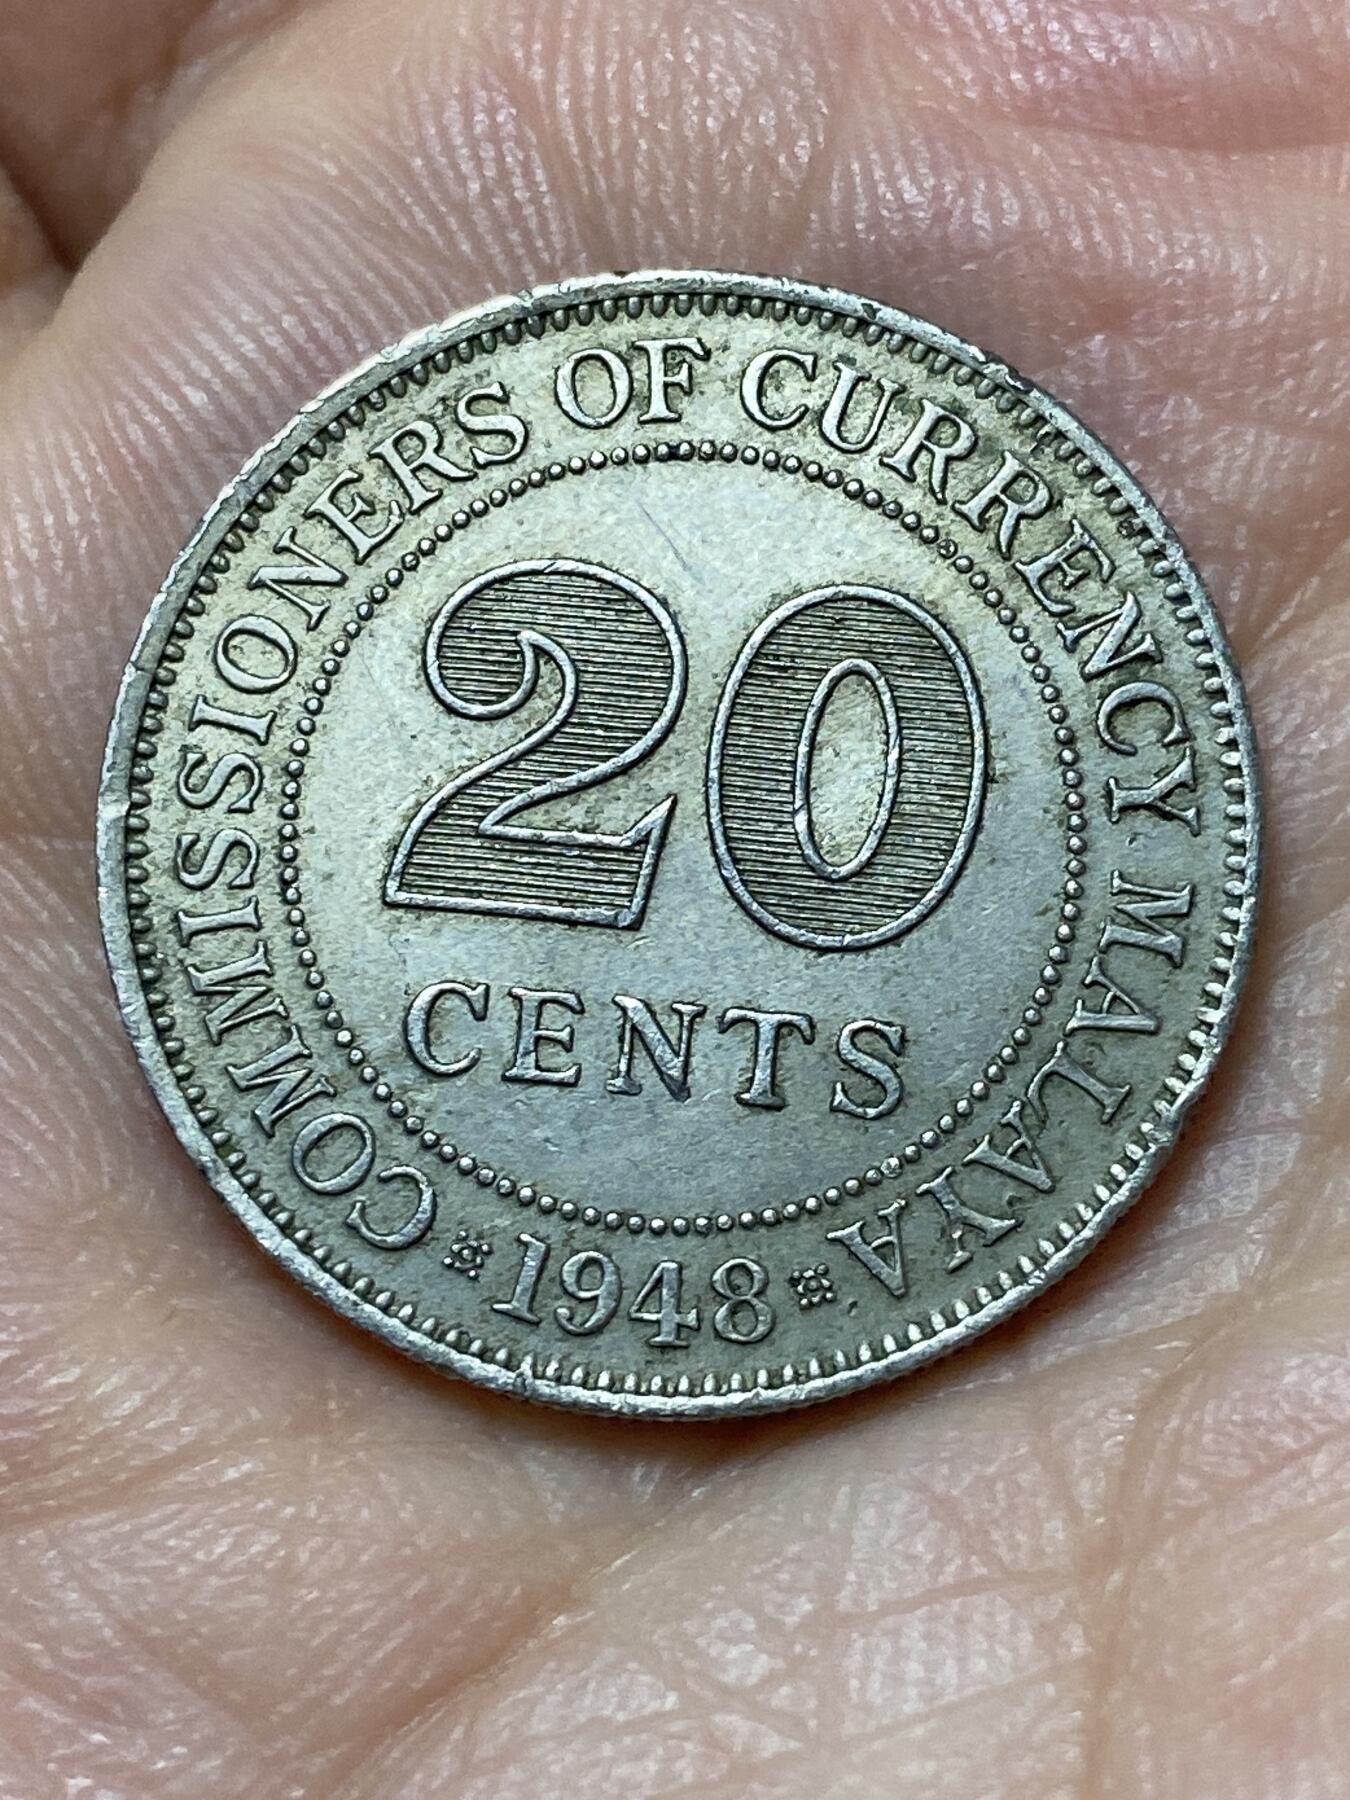 COMMISSIONERS OF CURRENCY MALAYA
20
CENTS
1948